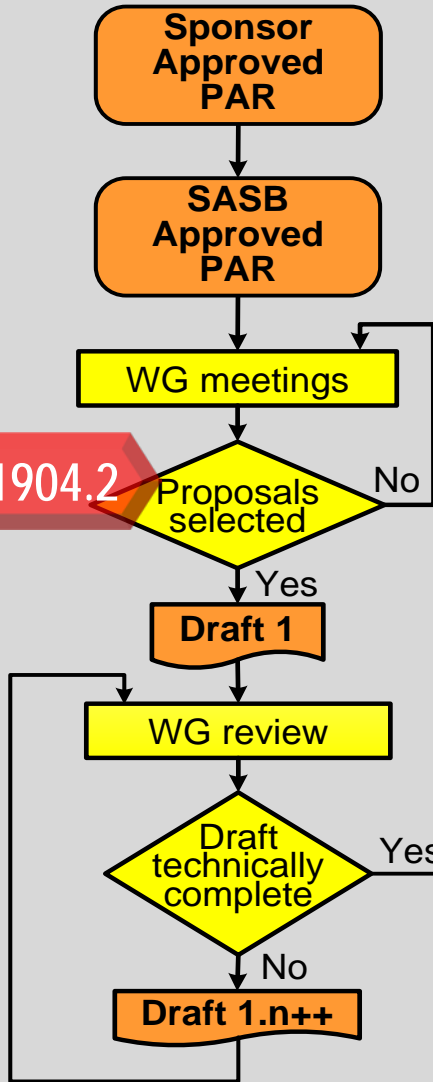 Sponsor
Approved
PAR
SASB
Approved
PAR
WG meetings
1904.2
Proposals
selected
No
Yes
Draft 1
WG review
Draft
technically
complete
Yes
No
Draft 1.n++